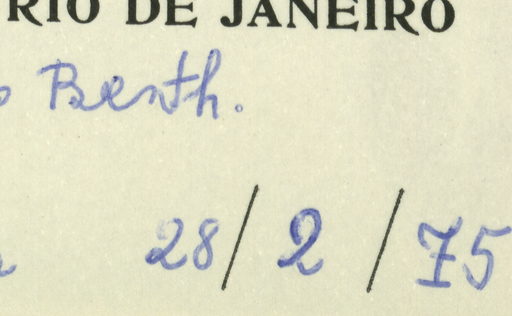 RIO DE JANEIRO
Benth.
28/2/75